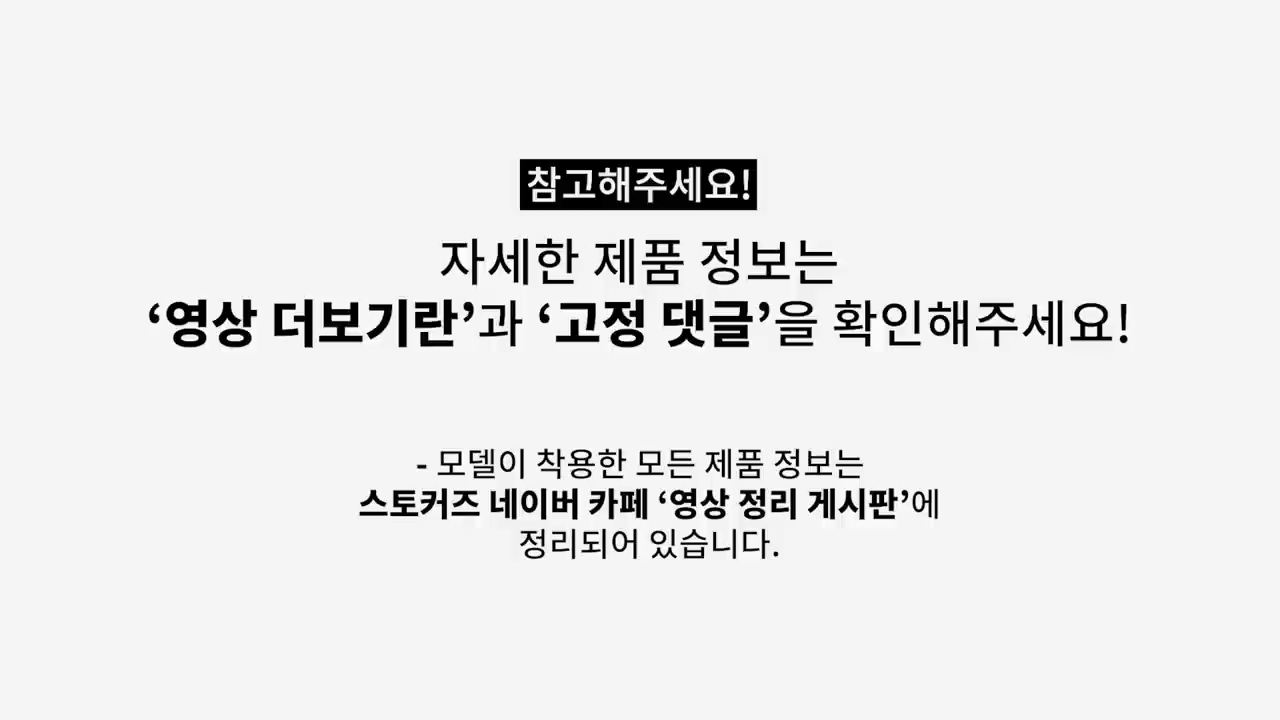 참고해주세요!
자세한 제품 정보는
‘영상 더보기란’과 ‘고정 댓글’을 확인해주세요!
- 모델이 착용한 모든 제품 정보는
스토커즈 네이버 카페 ‘영상 정리 게시판’에
정리되어 있습니다.